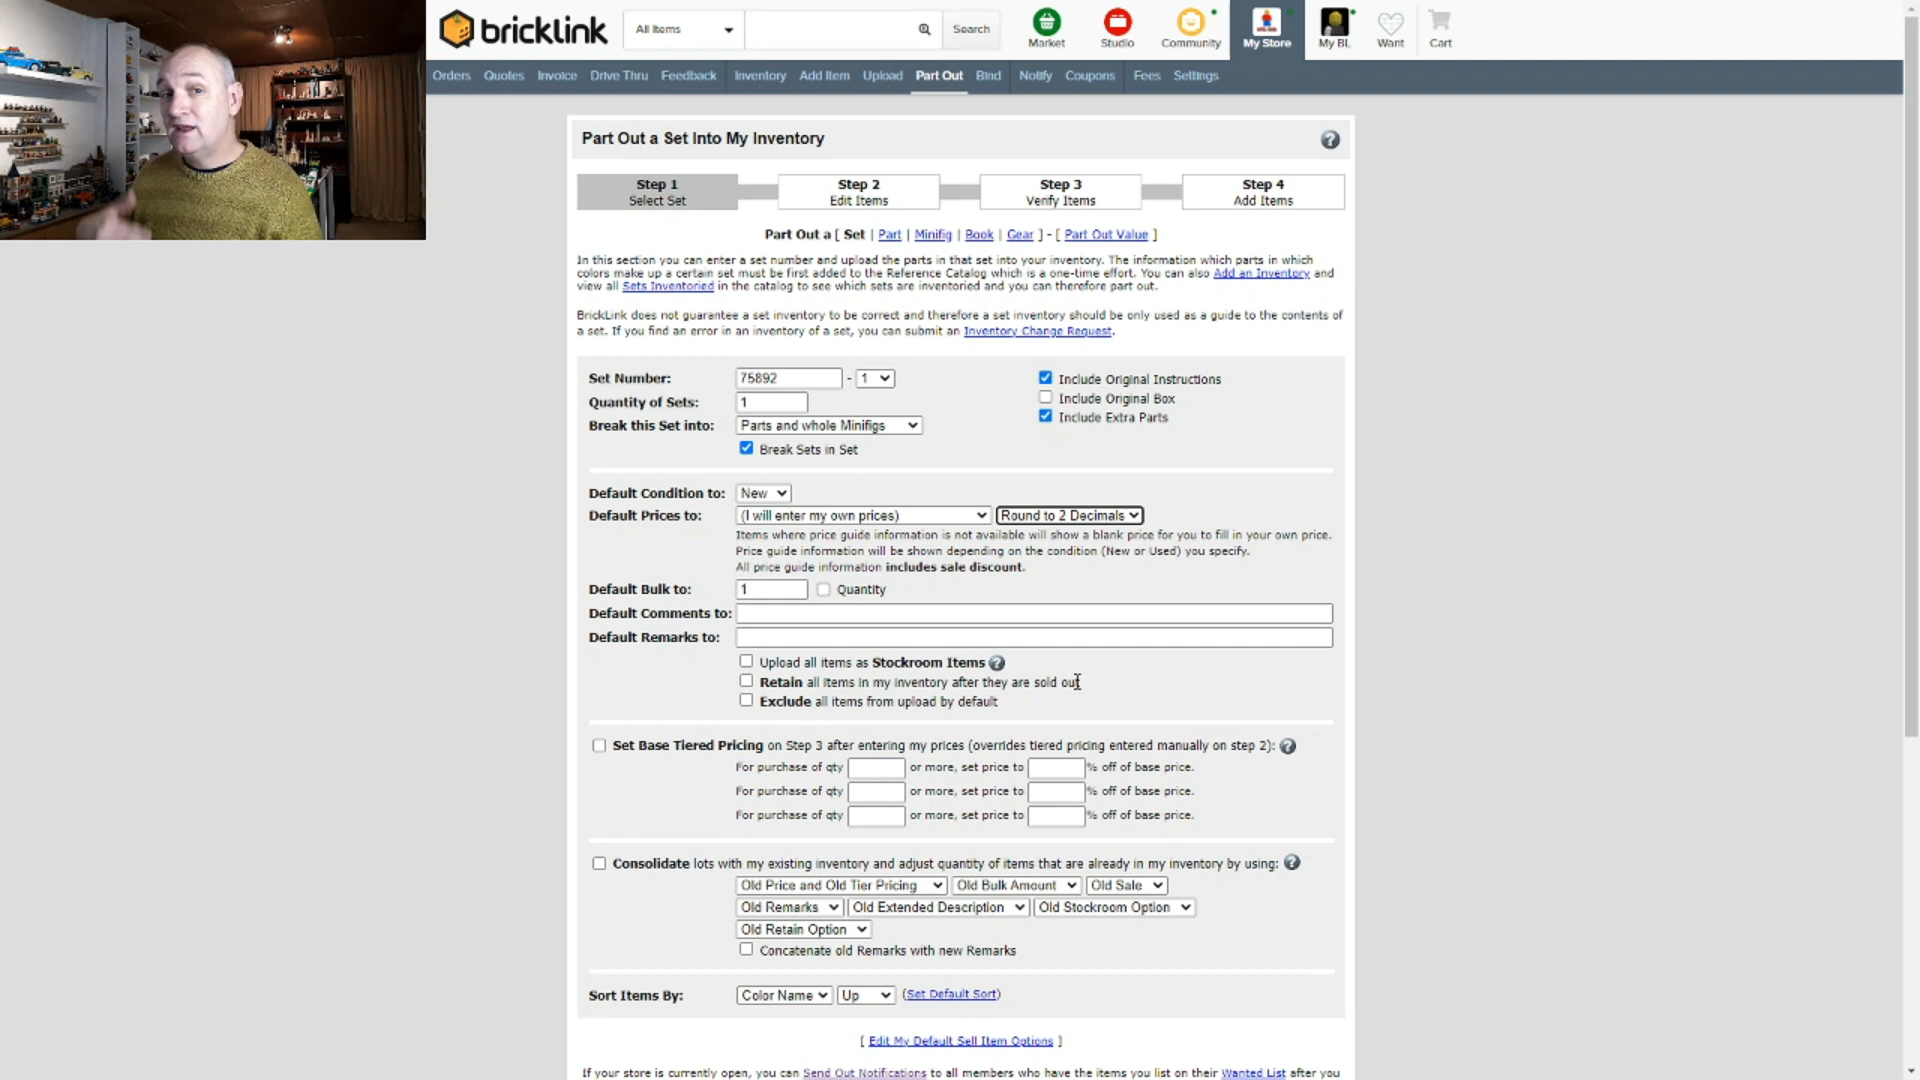 bricklink
All Items
Search
Market
Studio
Community
My Store
My BL
Want
Cart
Orders Quotes Invoice Drive Thru Feedback Inventory Add Item Upload Part Out Bind Notify Coupons Fees Settings
Part Out a Set Into My Inventory
Step 1
Select Set
Step 2
Edit Items
Step 3
Verify Items
Step 4
Add Items
Part Out a [ Set | Part | Minifig | Book | Gear ] - [ Part Out Value ]
In this section you can enter a set number and upload the parts in that set into your inventory. The information which parts in which
colors make up a certain set must be first added to the Reference Catalog which is a one-time effort. You can also Add an Inventory and
view all Sets Inventoried in the catalog to see which sets are inventoried and you can therefore part out.
BrickLink does not guarantee a set inventory to be correct and therefore a set inventory should be only used as a guide to the contents of
a set. If you find an error in an inventory of a set, you can submit an Inventory Change Request.
Set Number: 75892 - 1
Include Original Instructions
Quantity of Sets: 1
Include Original Box
Break this Set into: Parts and whole Minifigs
Include Extra Parts
Break Sets in Set
Default Condition to: New
Default Prices to: (I will enter my own prices) Round to 2 Decimals
Items where price guide information is not available will show a blank price for you to fill in your own price.
Price guide information will be shown depending on the condition (New or Used) you specify.
All price guide information includes sale discount.
Default Bulk to: 1 Quantity
Default Comments to:
Default Remarks to:
Upload all items as Stockroom Items
Retain all items in my inventory after they are sold out
Exclude all items from upload by default
Set Base Tiered Pricing on Step 3 after entering my prices (overrides tiered pricing entered manually on step 2):
For purchase of qty or more, set price to % off of base price.
For purchase of qty or more, set price to % off of base price.
For purchase of qty or more, set price to % off of base price.
Consolidate lots with my existing inventory and adjust quantity of items that are already in my inventory by using:
Old Price and Old Tier Pricing Old Bulk Amount Old Sale
Old Remarks Old Extended Description Old Stockroom Option
Old Retain Option
Concatenate old Remarks with new Remarks
Sort Items By: Color Name Up (Set Default Sort)
[ Edit My Default Sell Item Options ]
If your store is currently open, you can Send Out Notifications to all members who have the items you list on their Wanted List after you